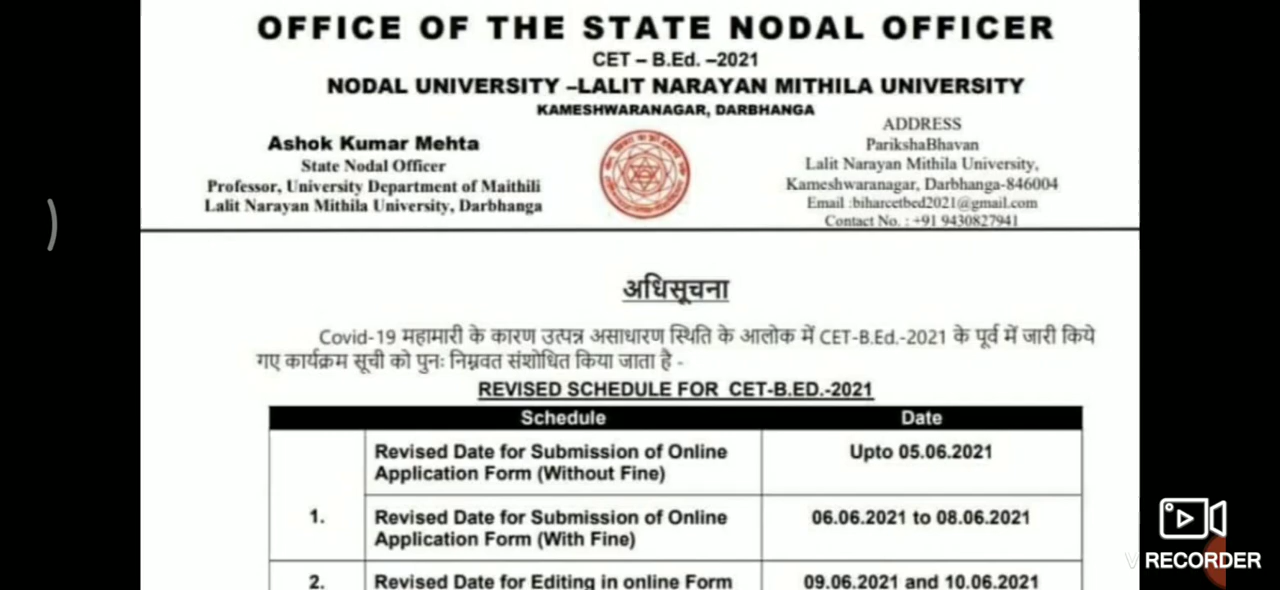 OFFICE OF THE STATE NODAL OFFICER
CET – B.Ed. –2021
NODAL UNIVERSITY –LALIT NARAYAN MITHILA UNIVERSITY
KAMESHWARANAGAR, DARBHANGA
Ashok Kumar Mehta
State Nodal Officer
Professor, University Department of Maithili
Lalit Narayan Mithila University, Darbhanga
ADDRESS
ParikshaBhavan
Lalit Narayan Mithila University,
Kameshwaranagar, Darbhanga-846004
Email :biharcetbed2021@gmail.com
Contact No. : +91 9430827941
अधिसूचना
Covid-19 महामारी के कारण उत्पन्न असाधारण स्थिति के आलोक में CET-B.Ed.-2021 के पूर्व में जारी किये
गए कार्यक्रम सूची को पुनः निम्नवत संशोधित किया जाता है -
REVISED SCHEDULE FOR CET-B.ED.-2021
Schedule Date
Revised Date for Submission of Online Upto 05.06.2021
Application Form (Without Fine)
1. Revised Date for Submission of Online 06.06.2021 to 08.06.2021
Application Form (With Fine)
2. Revised Date for Editing in online Form 09.06.2021 and 10.06.2021
V RECORDER